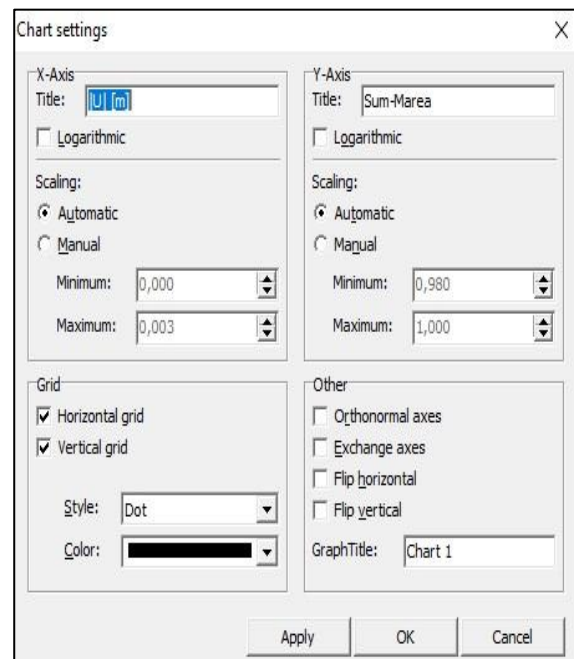 Chart settings
X-Axis
Title: |U| [m]
Logarithmic
Scaling:
Automatic
Manual
Minimum: 0,000
Maximum: 0,003
Y-Axis
Title: Sum-Marea
Logarithmic
Scaling:
Automatic
Manual
Minimum: 0,980
Maximum: 1,000
Grid
Horizontal grid
Vertical grid
Style: Dot
Color:
Other
Orthonormal axes
Exchange axes
Flip horizontal
Flip vertical
GraphTitle: Chart 1
Apply OK Cancel